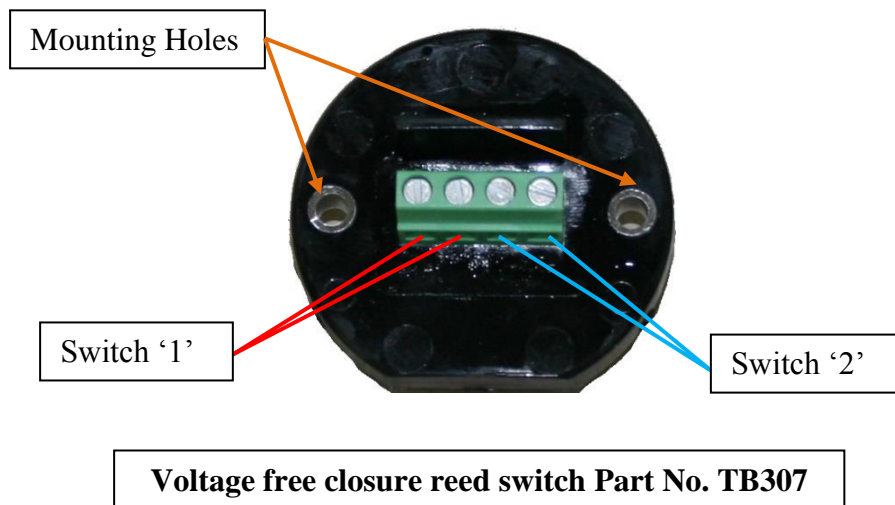 Mounting Holes
Switch ‘1’
Switch ‘2’
Voltage free closure reed switch Part No. TB307